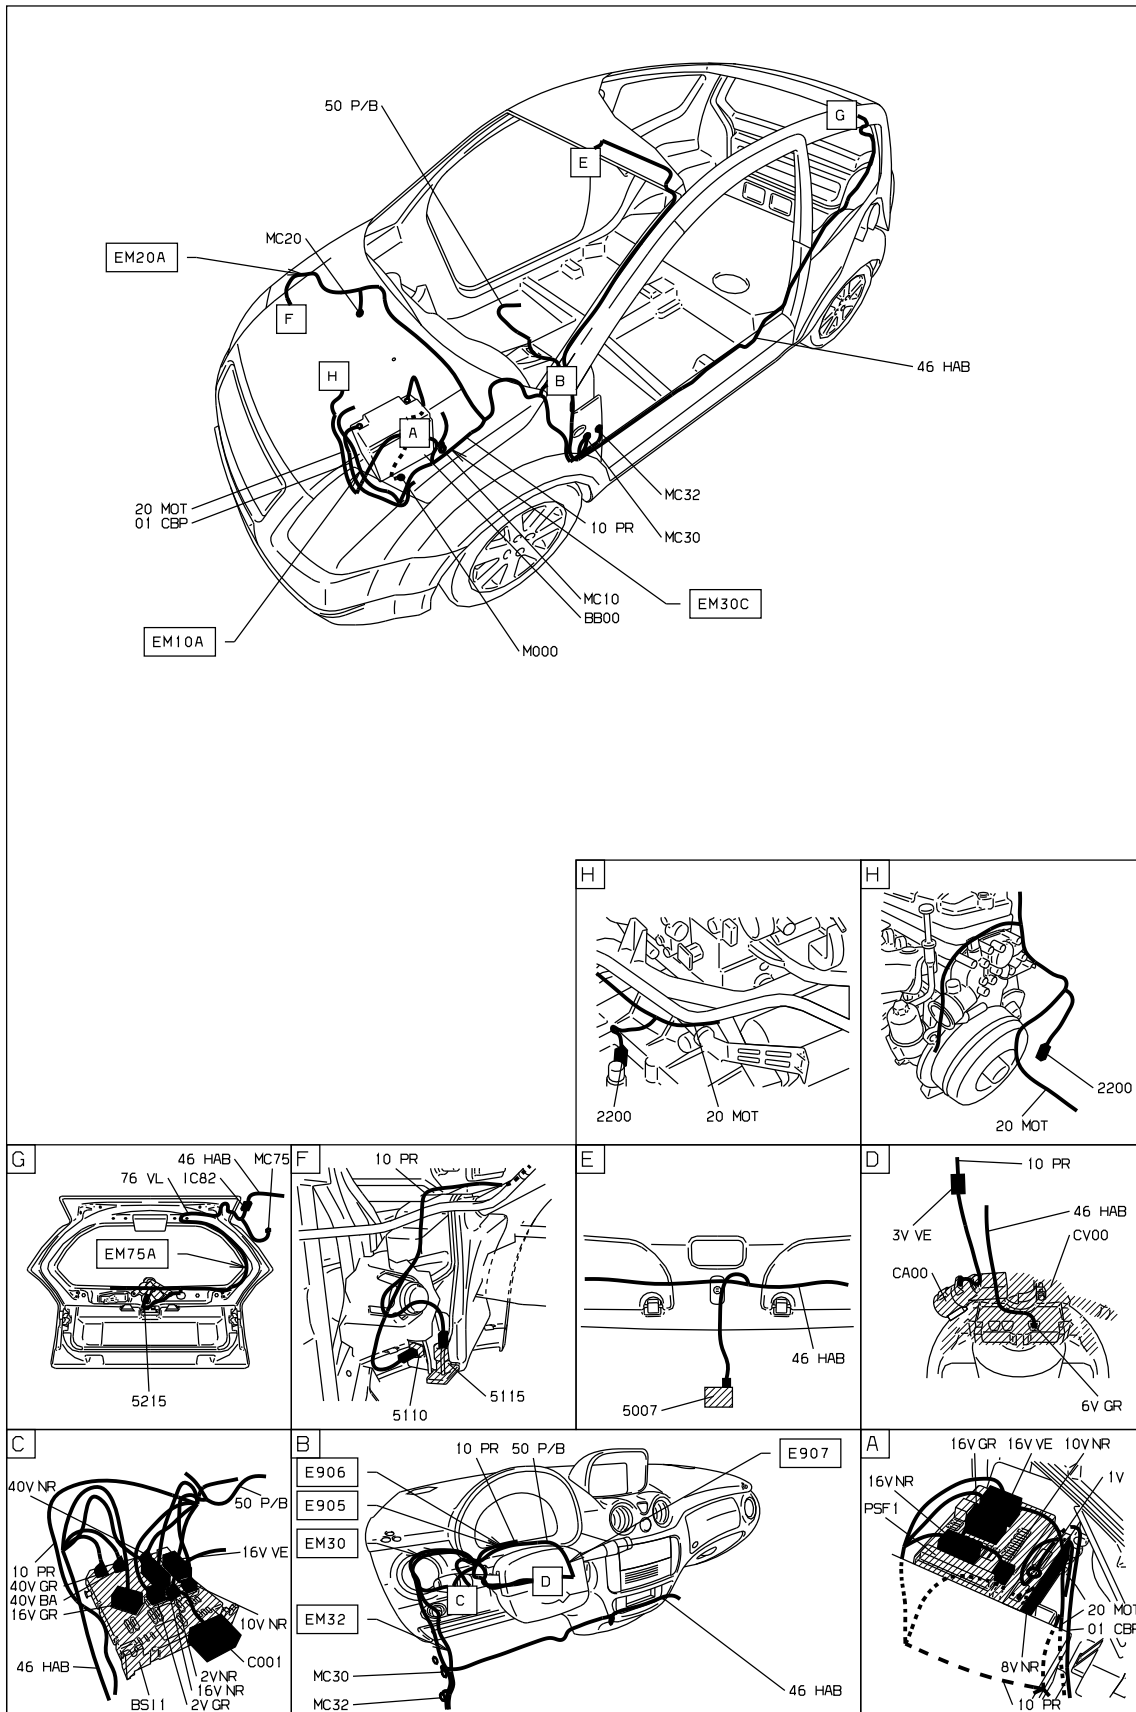 50 P/B
G
E
MC20
EM20A
F
46 HAB
H
B
A
MC32
20 MOT
01 CBP
10 PR
MC30
MC10
BB00
EM30C
EM10A
M000
H
2200
20 MOT
H
2200
20 MOT
G
46 HAB
MC75
76 VL
IC82
EM75A
5215
F
10 PR
5115
5110
E
46 HAB
5007
D
10 PR
46 HAB
3V VE
CV00
CA00
6V GR
C
40V NR
50 P/B
16V VE
10 PR
40V GR
40V BA
16V GR
10V NR
C001
46 HAB
2V NR
16V NR
BSI1
2V GR
B
10 PR
50 P/B
E907
E906
E905
EM30
D
C
EM32
MC30
MC32
46 HAB
A
16V GR
16V VE
10V NR
16V NR
1V
PSF1
20 MOT
01 CBP
8V NR
10 PR